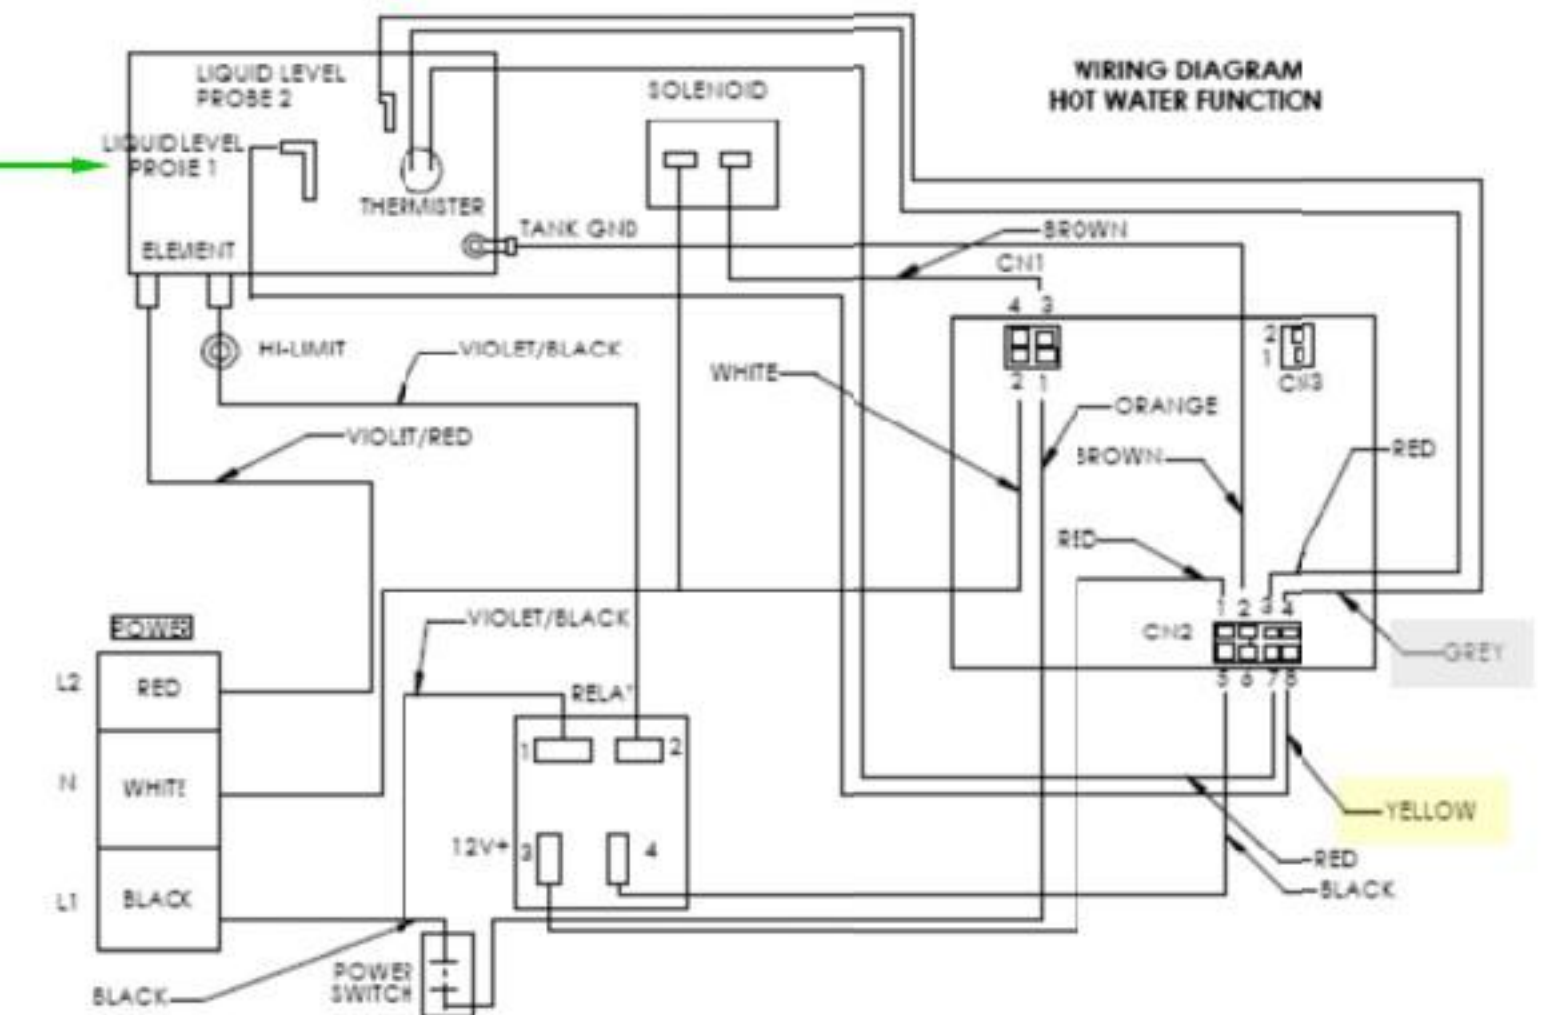 WIRING DIAGRAM
HOT WATER FUNCTION
LIQUID LEVEL
PROBE 2
SOLENOID
LIQUID LEVEL
PROBE 1
THERMISTER
TANK GND
BROWN
ELEMENT
CN1
4 3
2
1
CN3
HI-LIMIT
VIOLET/BLACK
WHITE
2 1
ORANGE
VIOLET/RED
BROWN
RED
RED
1 2 3 4
CN2
GREY
5 6 7 8
POWER
VIOLET/BLACK
L2
RED
RELAY
1
2
N
WHITE
YELLOW
12V+
3
4
RED
BLACK
L1
BLACK
POWER
SWITCH
BLACK